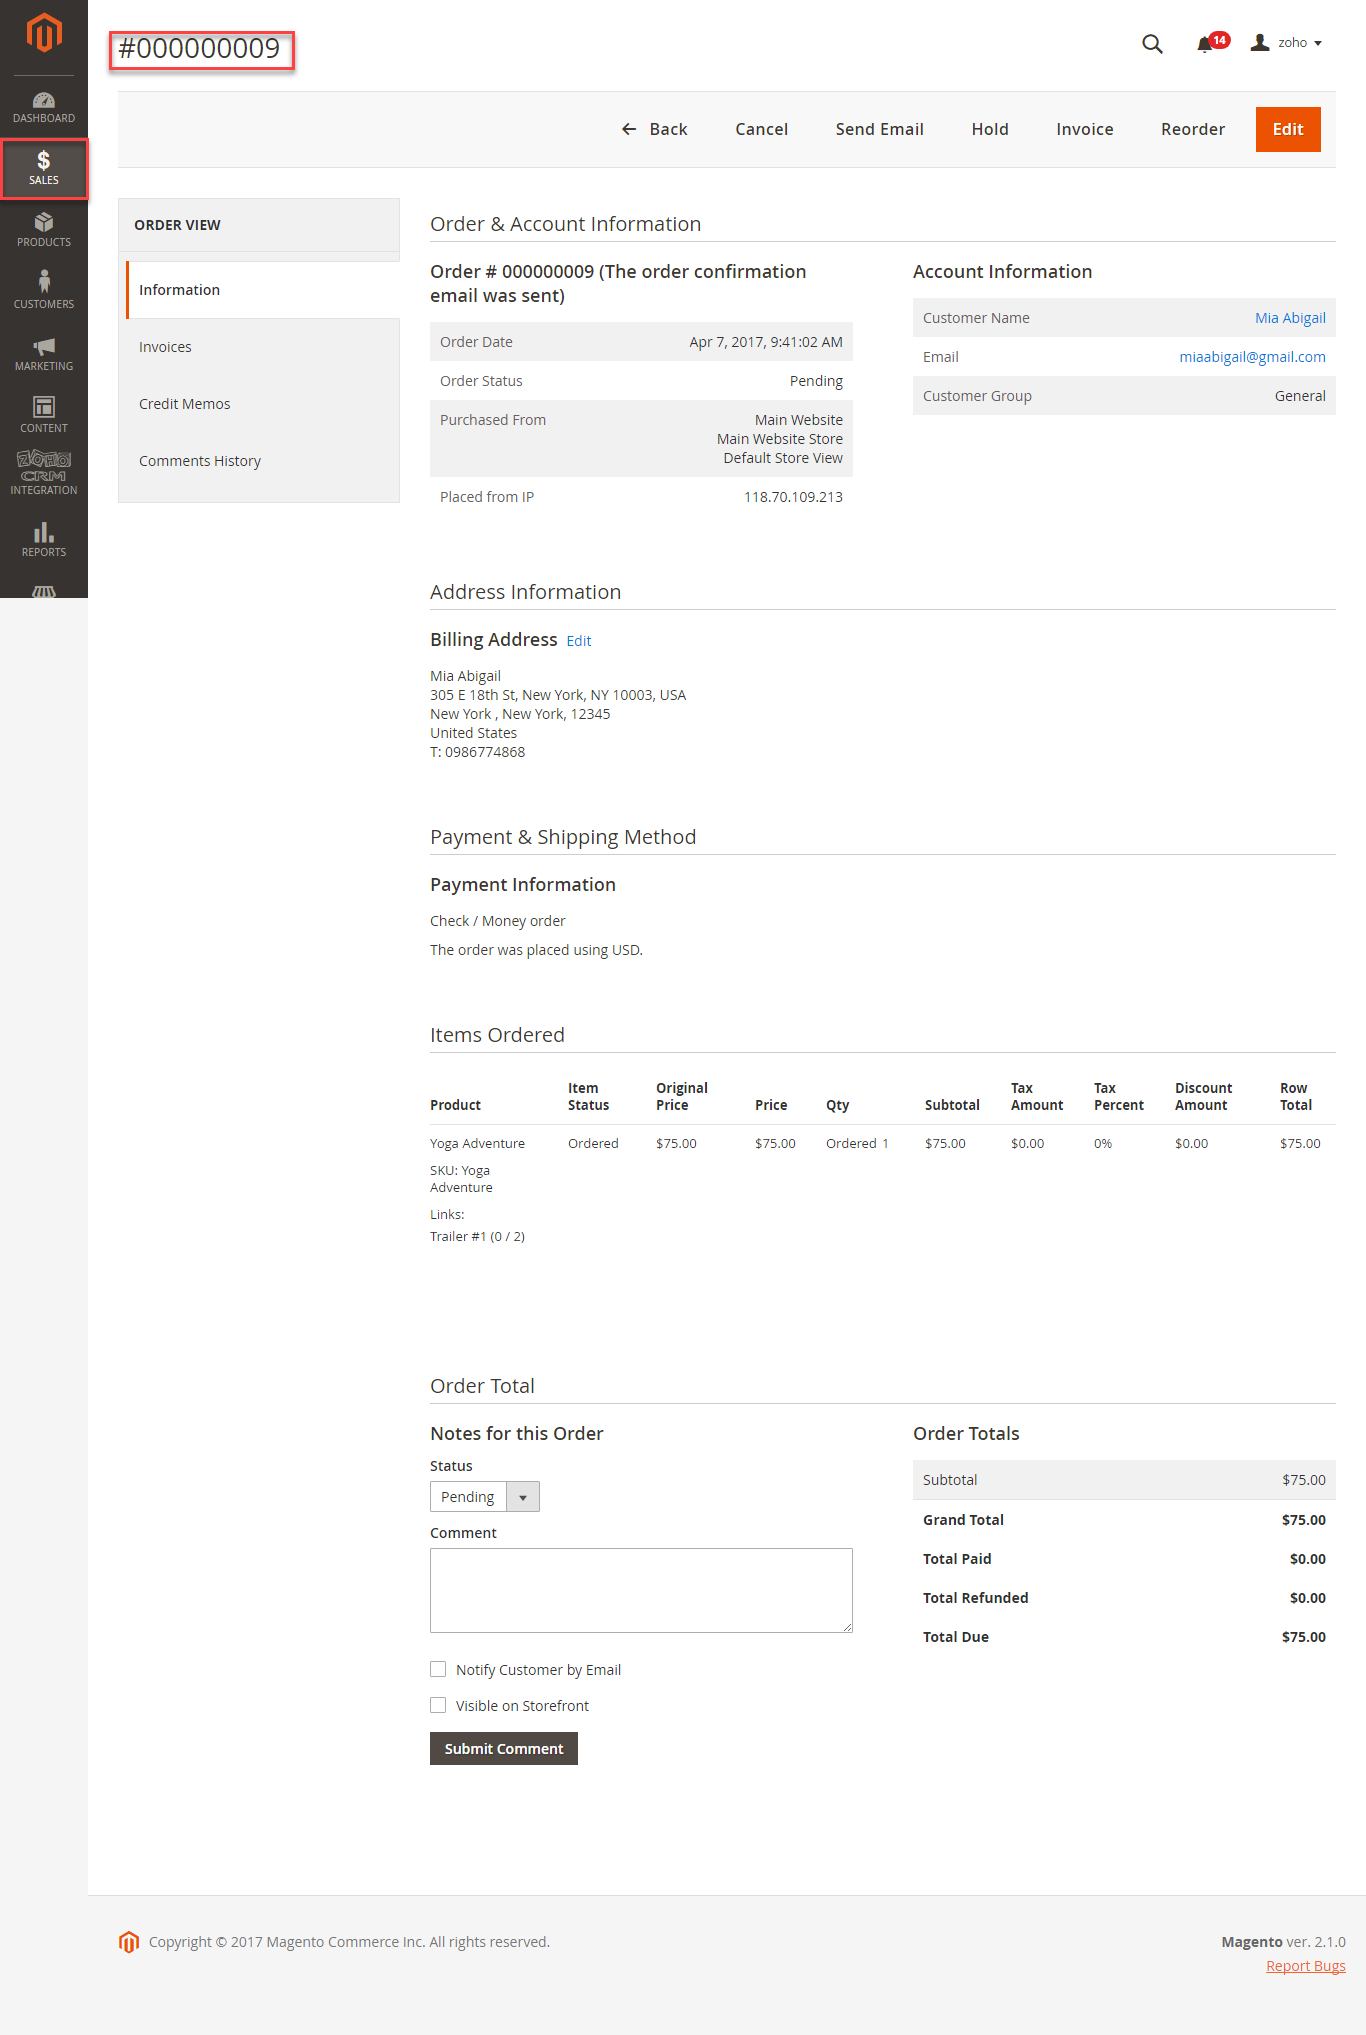 #000000009
14
zoho
DASHBOARD
SALES
PRODUCTS
CUSTOMERS
MARKETING
CONTENT
ZOHO
CRM
INTEGRATION
REPORTS
Back Cancel Send Email Hold Invoice Reorder Edit
ORDER VIEW
Information
Invoices
Credit Memos
Comments History
Order & Account Information
Order # 000000009 (The order confirmation
email was sent)
Order Date Apr 7, 2017, 9:41:02 AM
Order Status Pending
Purchased From Main Website
Main Website Store
Default Store View
Placed from IP 118.70.109.213
Account Information
Customer Name Mia Abigail
Email miaabigail@gmail.com
Customer Group General
Address Information
Billing Address Edit
Mia Abigail
305 E 18th St, New York, NY 10003, USA
New York , New York, 12345
United States
T: 0986774868
Payment & Shipping Method
Payment Information
Check / Money order
The order was placed using USD.
Items Ordered
Product Item Status Original Price Price Qty Subtotal Tax Amount Tax Percent Discount Amount Row Total
Yoga Adventure Ordered $75.00 $75.00 Ordered 1 $75.00 $0.00 0% $0.00 $75.00
SKU: Yoga
Adventure
Links:
Trailer #1 (0 / 2)
Order Total
Notes for this Order
Status
Pending
Comment
Notify Customer by Email
Visible on Storefront
Submit Comment
Order Totals
Subtotal $75.00
Grand Total $75.00
Total Paid $0.00
Total Refunded $0.00
Total Due $75.00
Copyright © 2017 Magento Commerce Inc. All rights reserved.
Magento ver. 2.1.0
Report Bugs